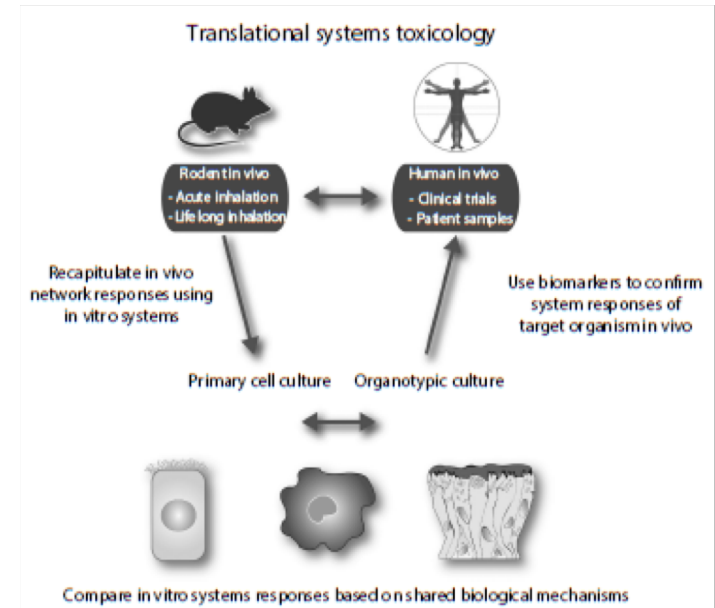 Translational systems toxicology
Rodent in vivo
- Acute inhalation
- Life long inhalation
Human in vivo
- Clinical trials
- Patient samples
Recapitulate in vivo
network responses using
in vitro systems
Use biomarkers to confirm
system responses of
target organism in vivo
Primary cell culture
Organotypic culture
Compare in vitro systems responses based on shared biological mechanisms